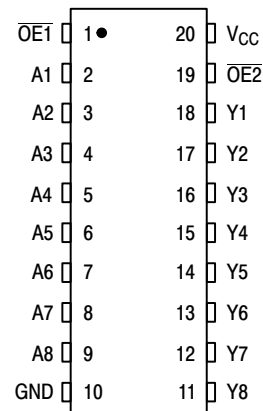 O̅E̅1̅ 1 20 VCC
A1 2 19 O̅E̅2̅
A2 3 18 Y1
A3 4 17 Y2
A4 5 16 Y3
A5 6 15 Y4
A6 7 14 Y5
A7 8 13 Y6
A8 9 12 Y7
GND 10 11 Y8